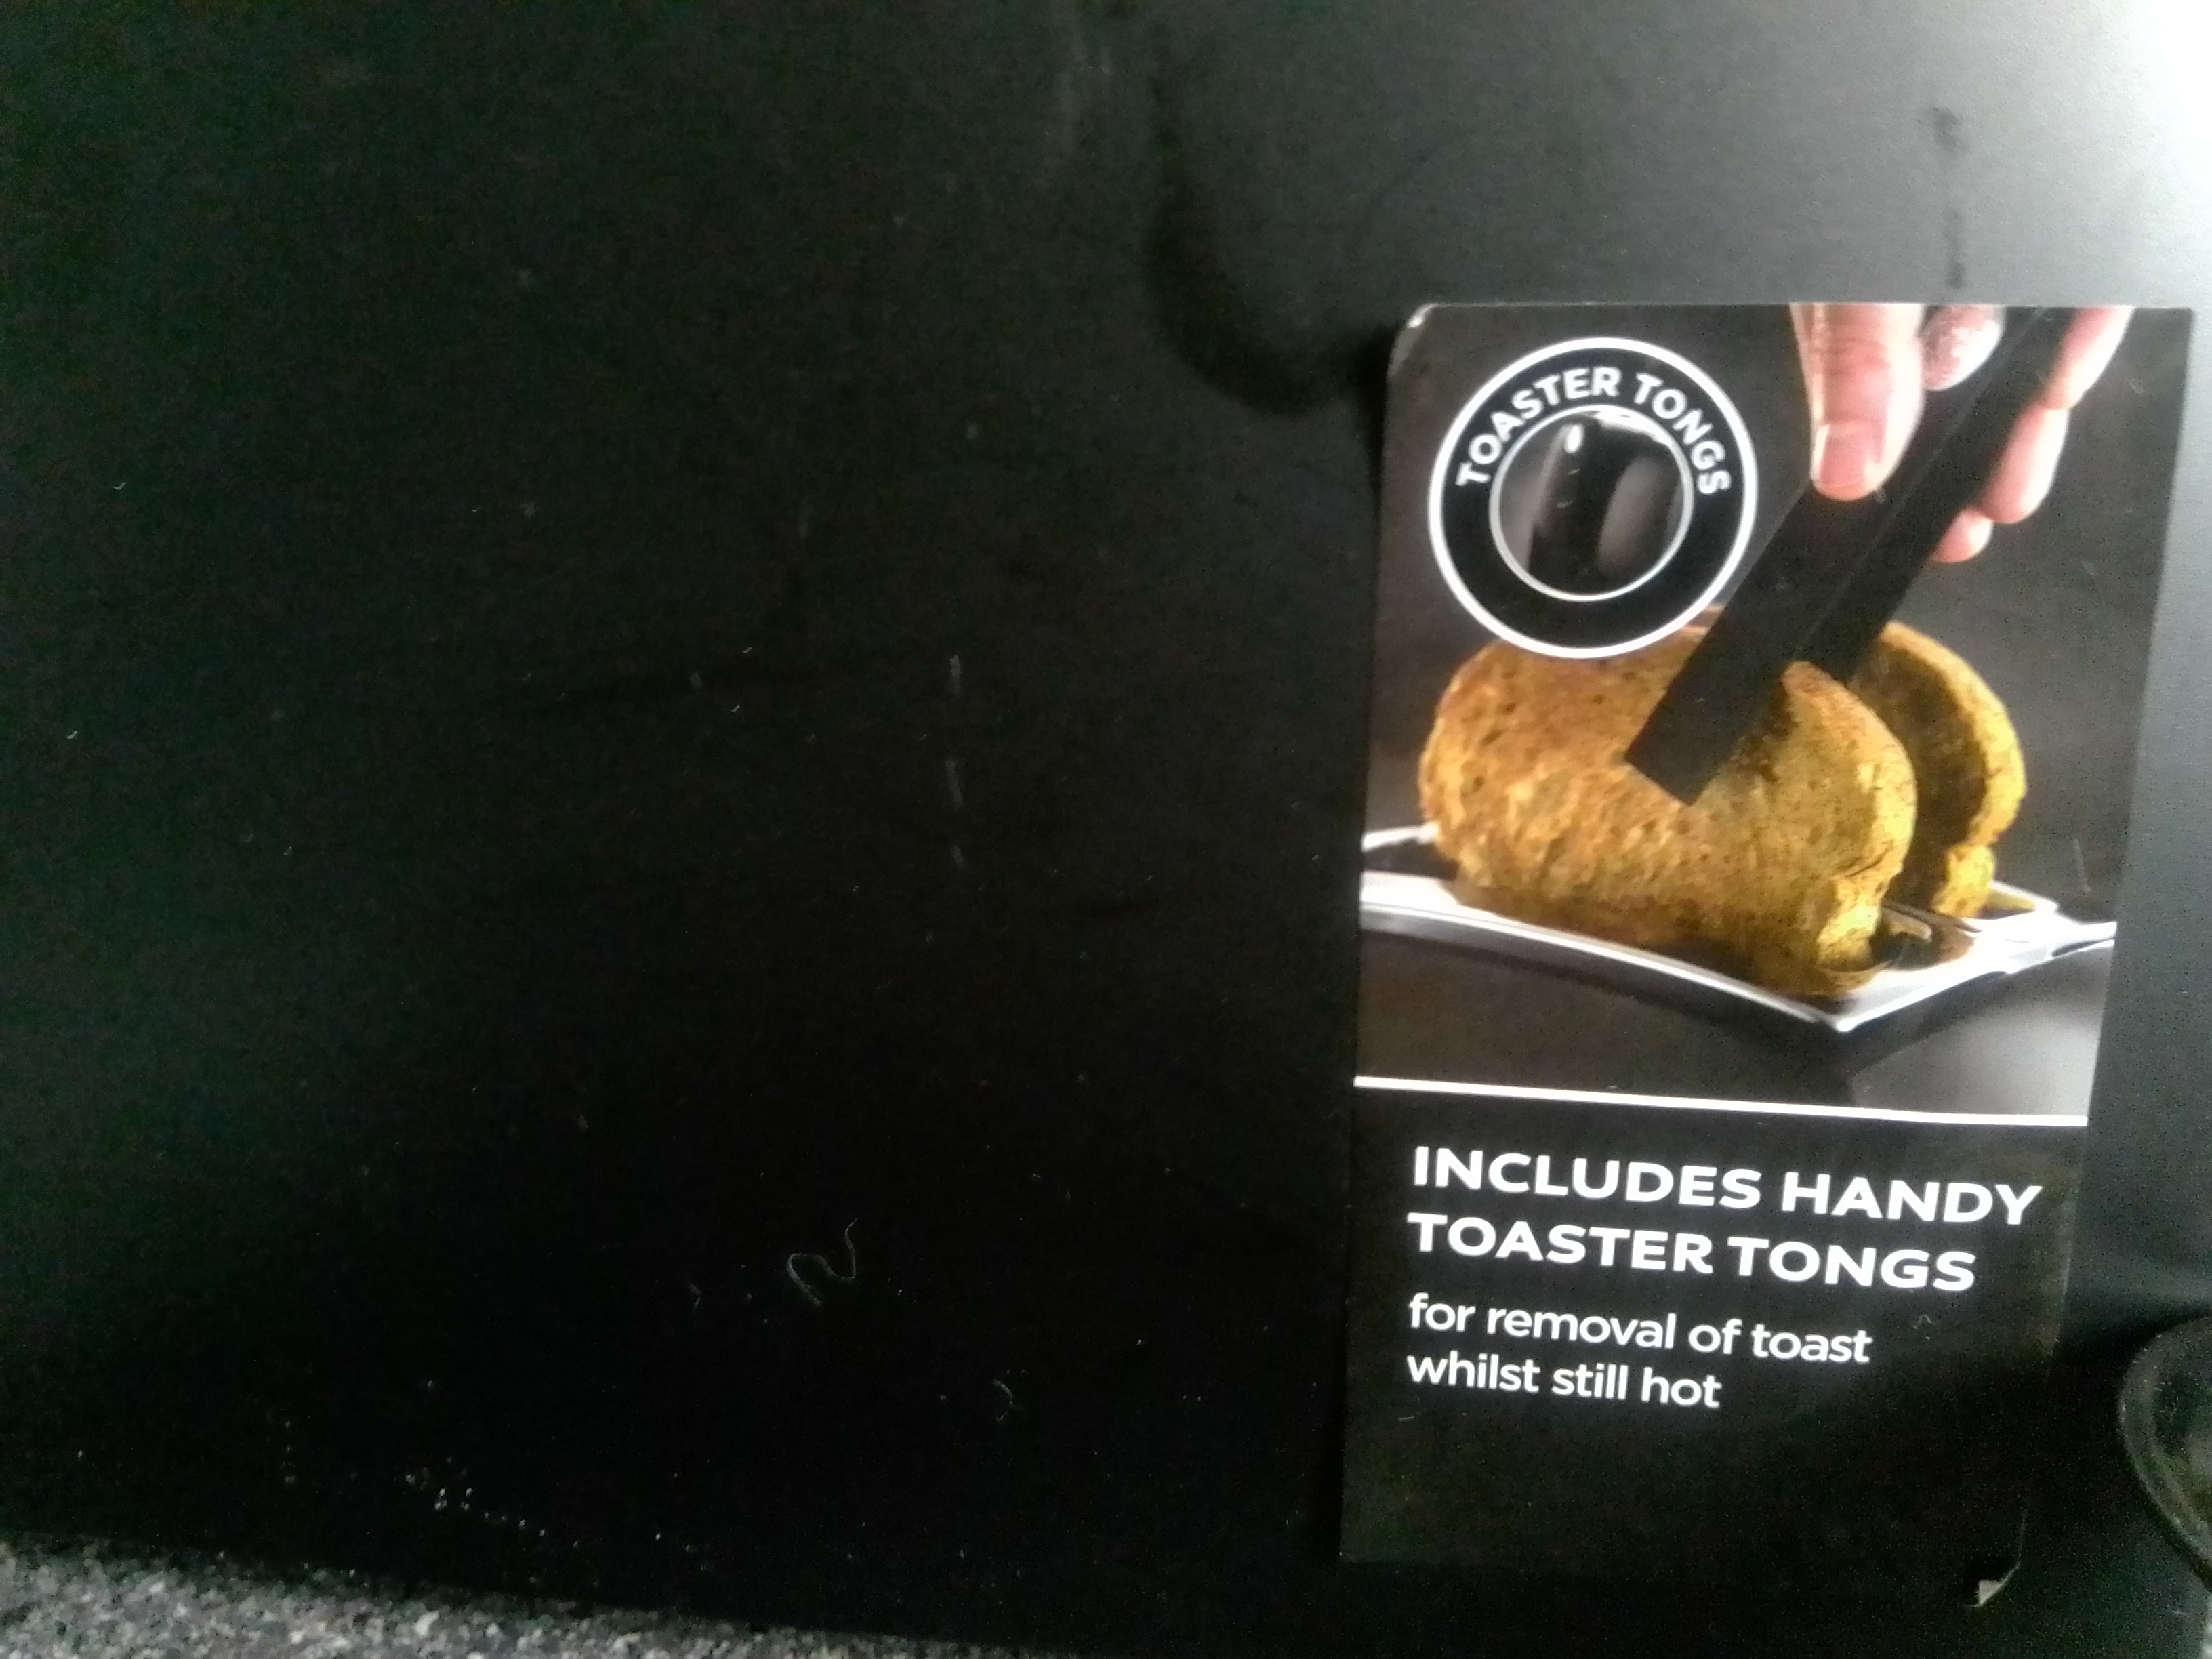 TOASTER TONGS
INCLUDES HANDY
TOASTER TONGS
for removal of toast
whilst still hot